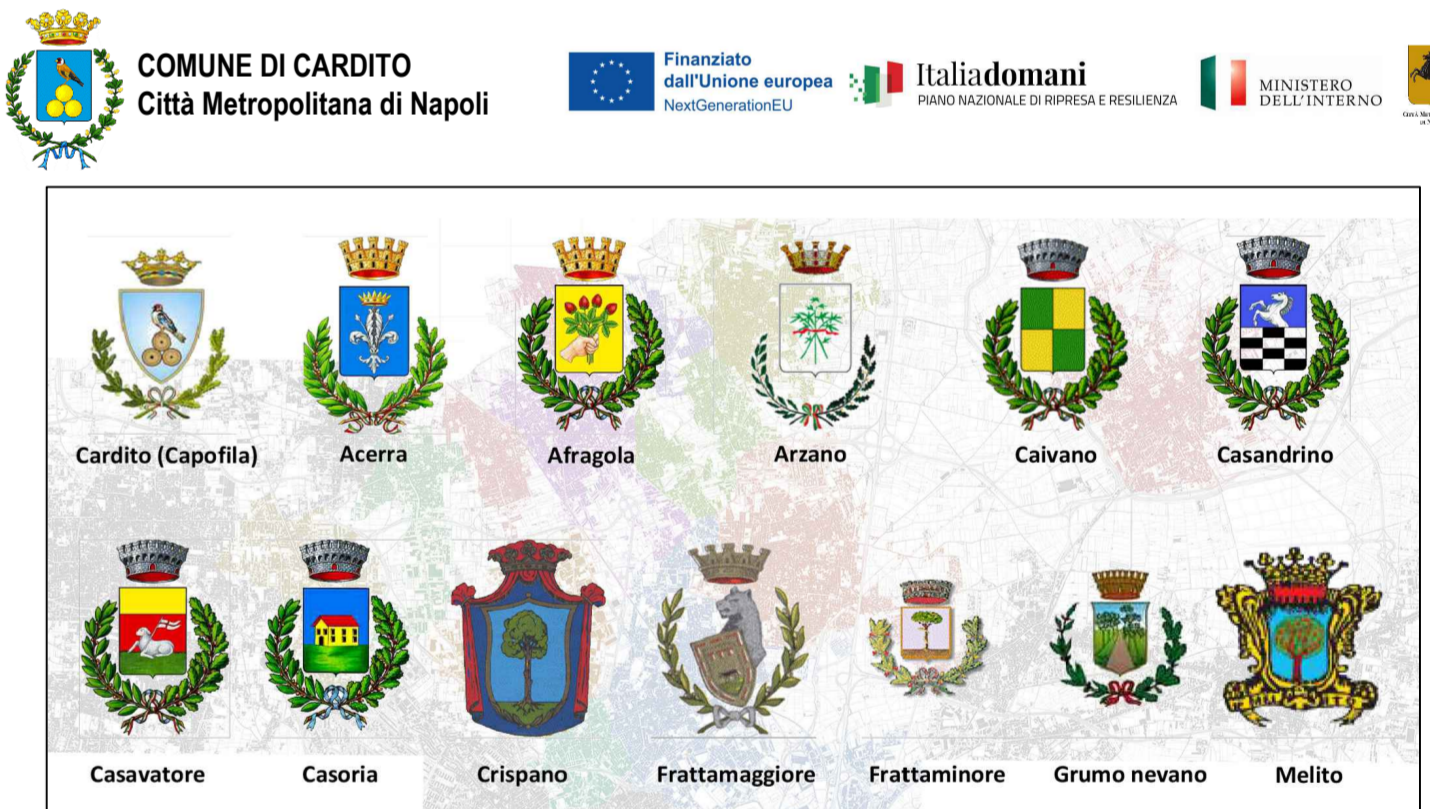 COMUNE DI CARDITO
Città Metropolitana di Napoli
Finanziato
dall'Unione europea
NextGenerationEU
Italiadomani
PIANO NAZIONALE DI RIPRESA E RESILIENZA
MINISTERO
DELL'INTERNO
Cardito (Capofila)
Acerra
Afragola
Arzano
Caivano
Casandrino
Casavatore
Casoria
Crispano
Frattamaggiore
Frattaminore
Grumo nevano
Melito